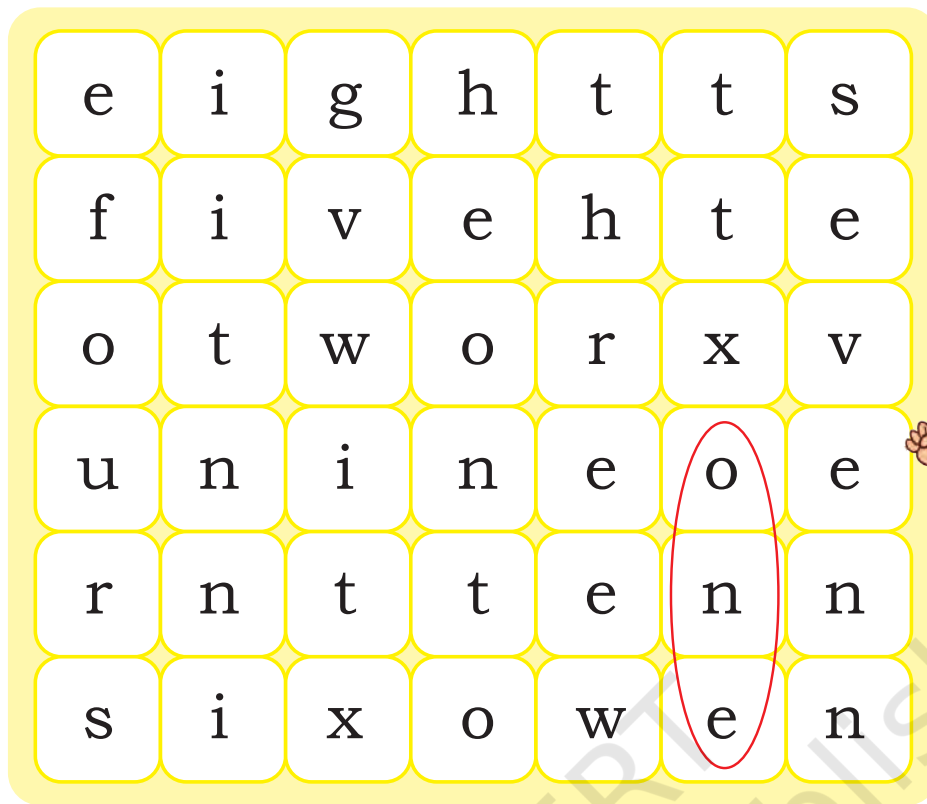 e i g h t t s
f i v e h t e
o t w o r x v
u n i n e o e
r n t t e n n
s i x o w e n